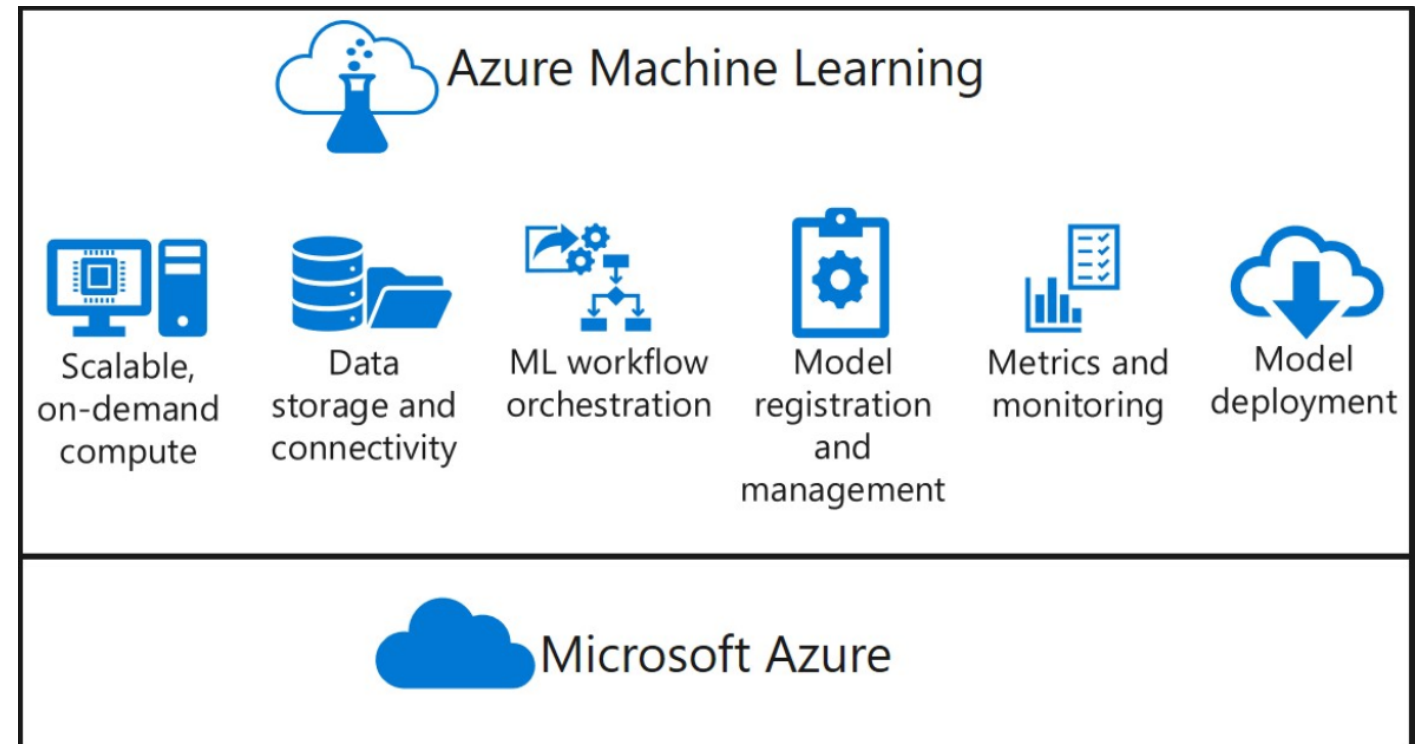 Azure Machine Learning
Scalable,
on-demand
compute
Data
storage and
connectivity
ML workflow
orchestration
Model
registration
and
management
Metrics and
monitoring
Model
deployment
Microsoft Azure